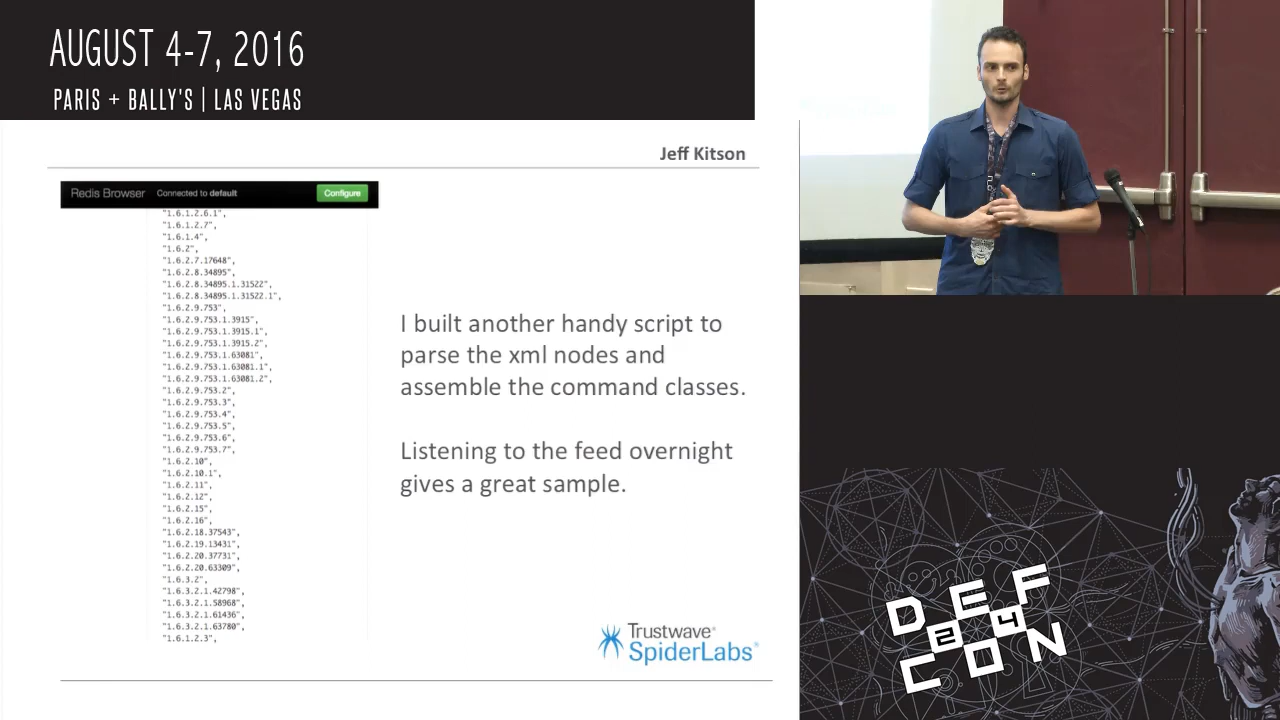 AUGUST 4-7, 2016
PARIS + BALLY'S | LAS VEGAS
Jeff Kitson
Redis Browser Connected to default Configure
"1.6.1.2.6.1",
"1.6.1.2.7",
"1.6.1.4",
"1.6.2",
"1.6.2.7.17648",
"1.6.2.8.34895",
"1.6.2.8.34895.1.31522",
"1.6.2.8.34895.1.31522.1",
"1.6.2.9.753",
"1.6.2.9.753.1.3915",
"1.6.2.9.753.1.3915.1",
"1.6.2.9.753.1.3915.2",
"1.6.2.9.753.1.63081",
"1.6.2.9.753.1.63081.1",
"1.6.2.9.753.1.63081.2",
"1.6.2.9.753.2",
"1.6.2.9.753.3",
"1.6.2.9.753.4",
"1.6.2.9.753.5",
"1.6.2.9.753.6",
"1.6.2.9.753.7",
"1.6.2.10",
"1.6.2.10.1",
"1.6.2.11",
"1.6.2.12",
"1.6.2.15",
"1.6.2.16",
"1.6.2.18.37543",
"1.6.2.19.13431",
"1.6.2.20.37731",
"1.6.2.20.63309",
"1.6.3.2",
"1.6.3.2.1.42798",
"1.6.3.2.1.58968",
"1.6.3.2.1.61436",
"1.6.3.2.1.63780",
"1.6.1.2.3",
I built another handy script to
parse the xml nodes and
assemble the command classes.
Listening to the feed overnight
gives a great sample.
Trustwave®
SpiderLabs®
DEF
24
CON